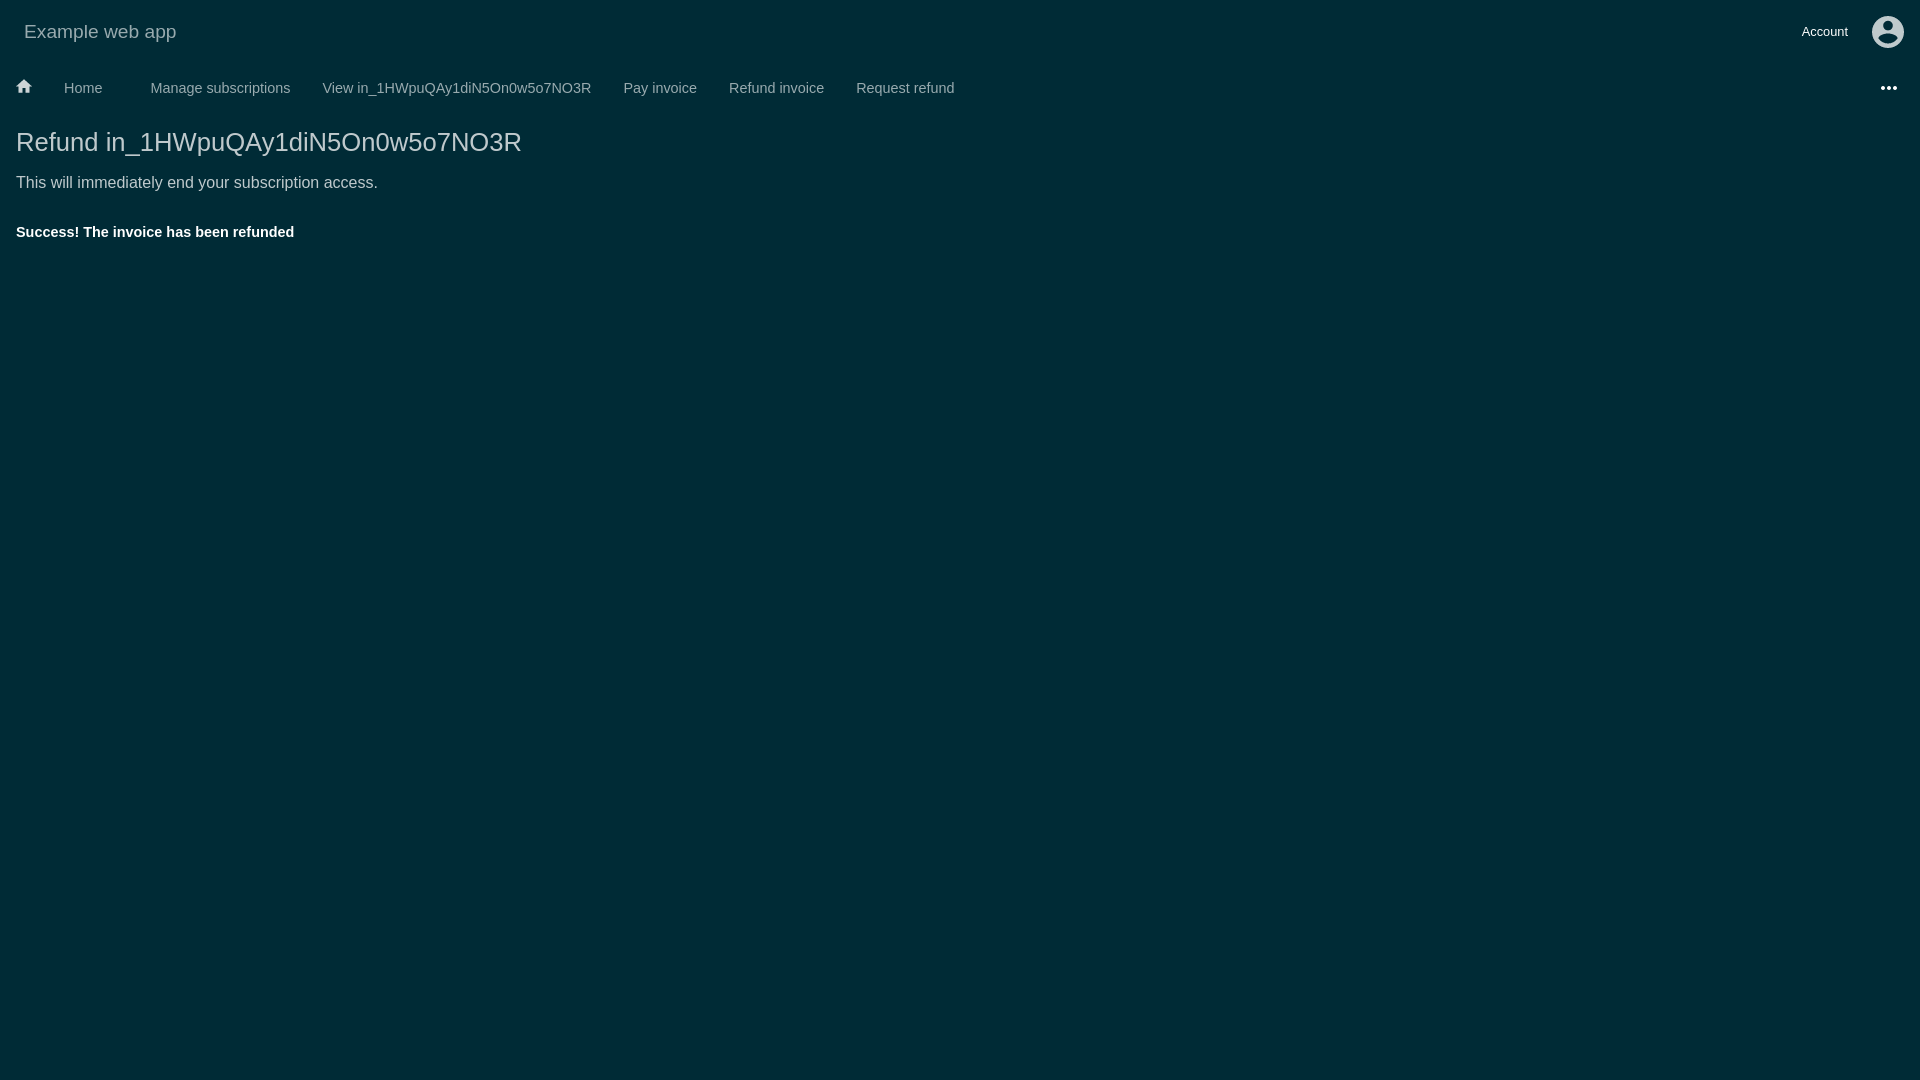 Example web app
Account
Home
Manage subscriptions
View in_1HWpuQAy1diN5On0w5o7NO3R
Pay invoice
Refund invoice
Request refund
Refund in_1HWpuQAy1diN5On0w5o7NO3R
This will immediately end your subscription access.
Success! The invoice has been refunded